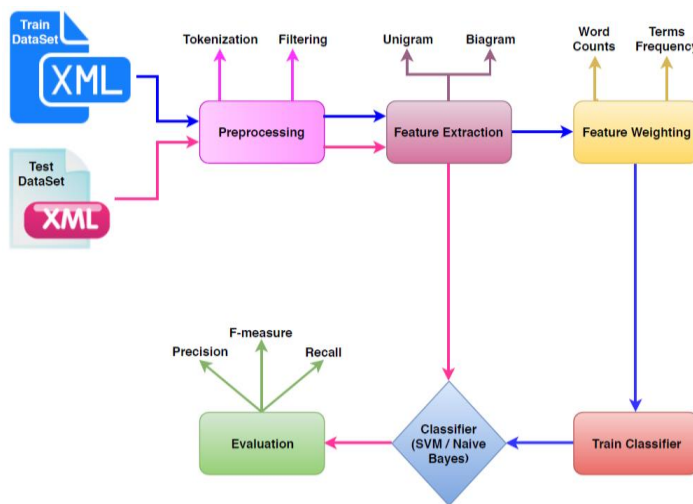 Train
DataSet
XML
Test
DataSet
XML
Tokenization
Filtering
Preprocessing
Unigram
Biagram
Feature Extraction
Word
Counts
Terms
Frequency
Feature Weighting
Precision
F-measure
Recall
Evaluation
Classifier
(SVM / Naive
Bayes)
Train Classifier